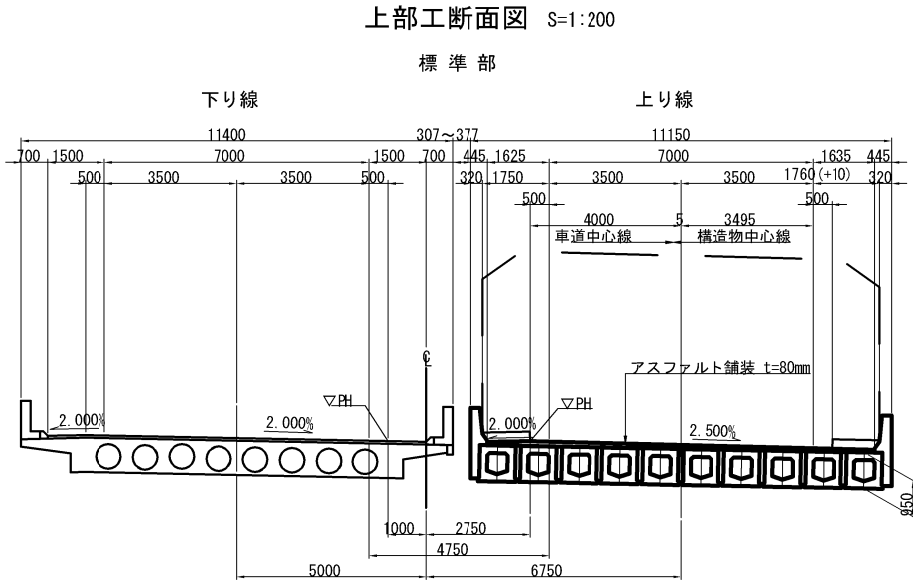 上部工断面図 S=1:200
標準部
下り線 上り線
11400 307～377 11150
700 1500 7000 1500 700 445 1625 7000 1635 445
500 3500 3500 500 320 1750 3500 3500 1760(+10) 320
500 500
4000 5 3495
車道中心線 構造物中心線
℄
アスファルト舗装 t=80mm
▽PH ▽PH
2.000% 2.000% 2.000% 2.500%
950
1000 2750
4750
5000 6750